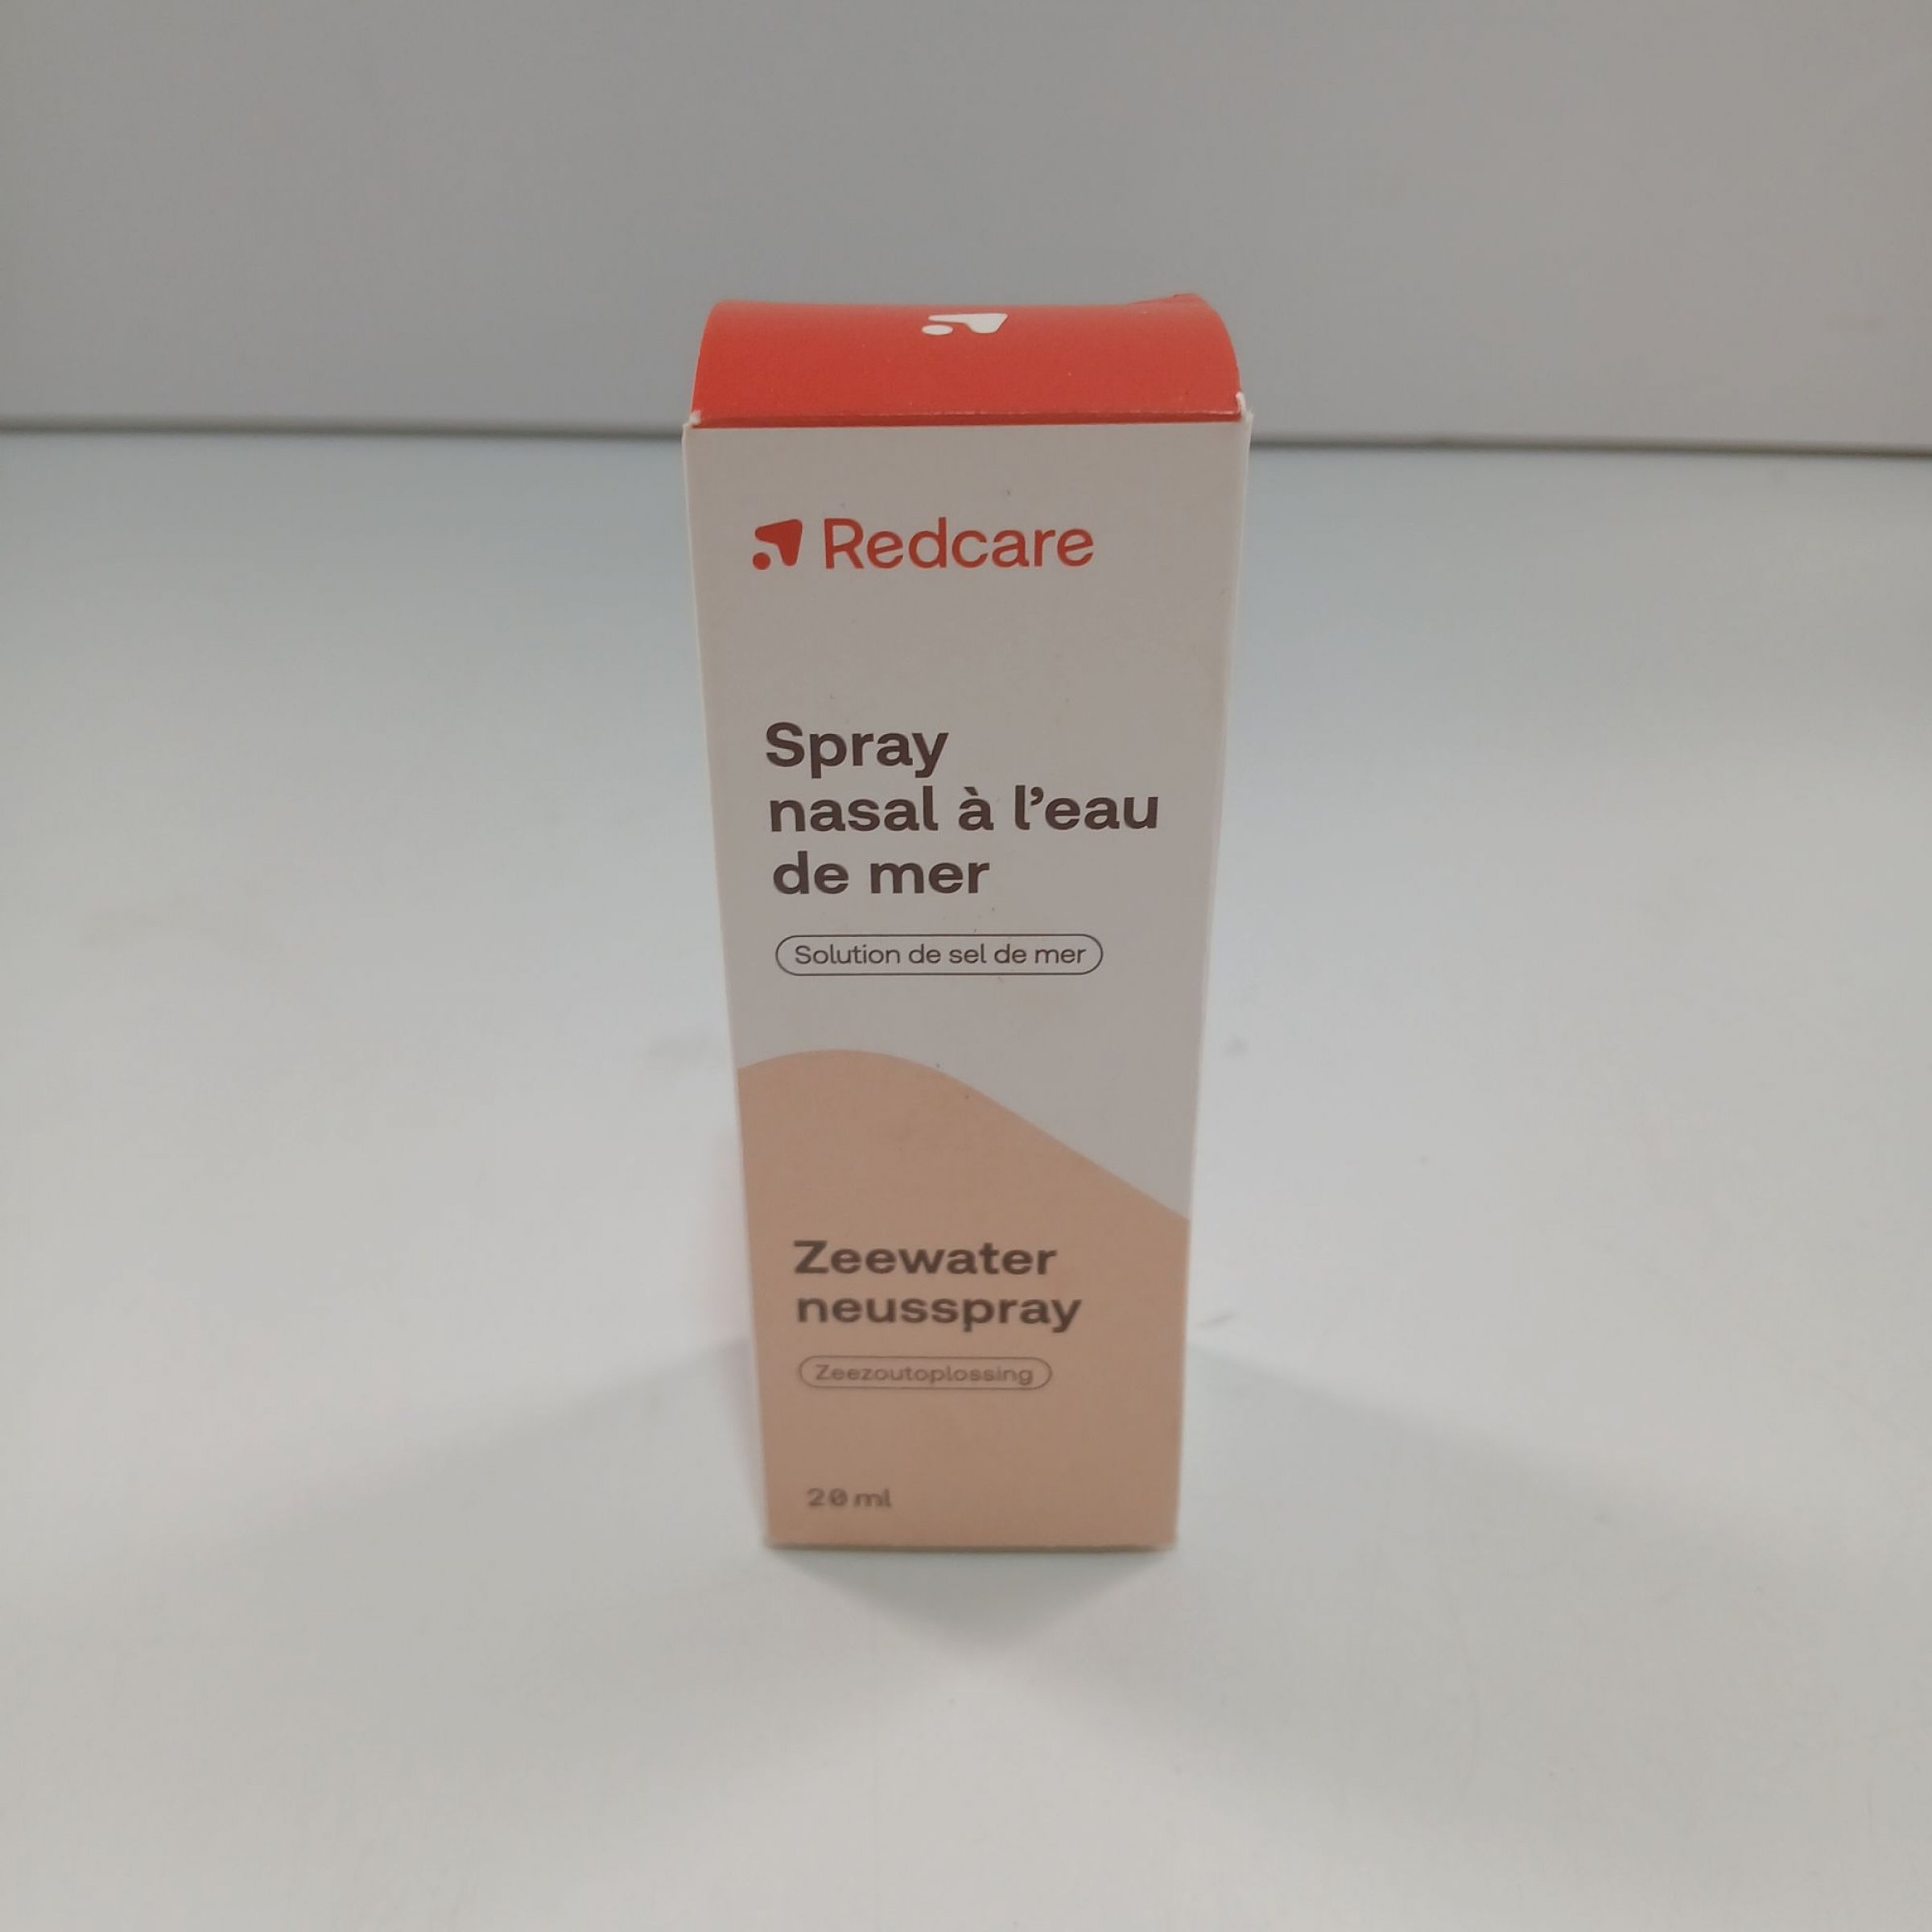 Redcare
Spray
nasal à l’eau
de mer
Solution de sel de mer
Zeewater
neusspray
Zeezoutoplossing
20 ml